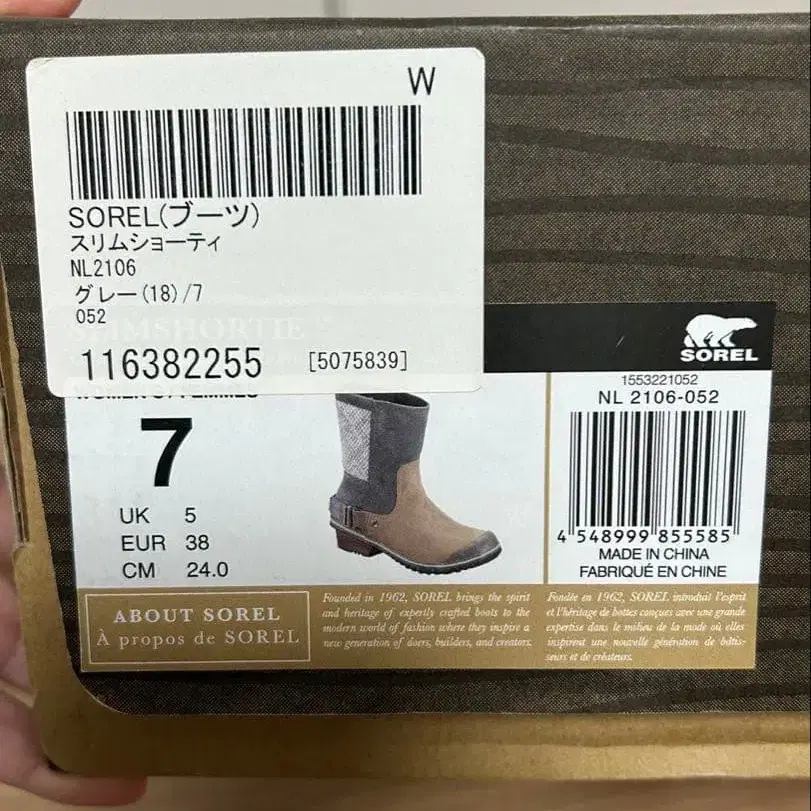 W
SOREL(ブーツ)
スリムショーティ
NL2106
グレー(18)/7
052
116382255 [5075839]
SLIMSHORTIE
SOREL
7
UK 5
EUR 38
CM 24.0
1553221052
NL 2106-052
4 548999 855585
MADE IN CHINA
FABRIQUÉ EN CHINE
ABOUT SOREL
À propos de SOREL
Founded in 1962, SOREL brings the spirit
and heritage of expertly crafted boots to the
modern world of fashion where they inspire a
new generation of doers, builders, and creators.
Fondée en 1962, SOREL introduit l'esprit
et l'héritage de bottes conçues avec une grande
expertise dans le milieu de la mode où elles
inspirent une nouvelle génération de bâtis-
seurs et de créateurs.